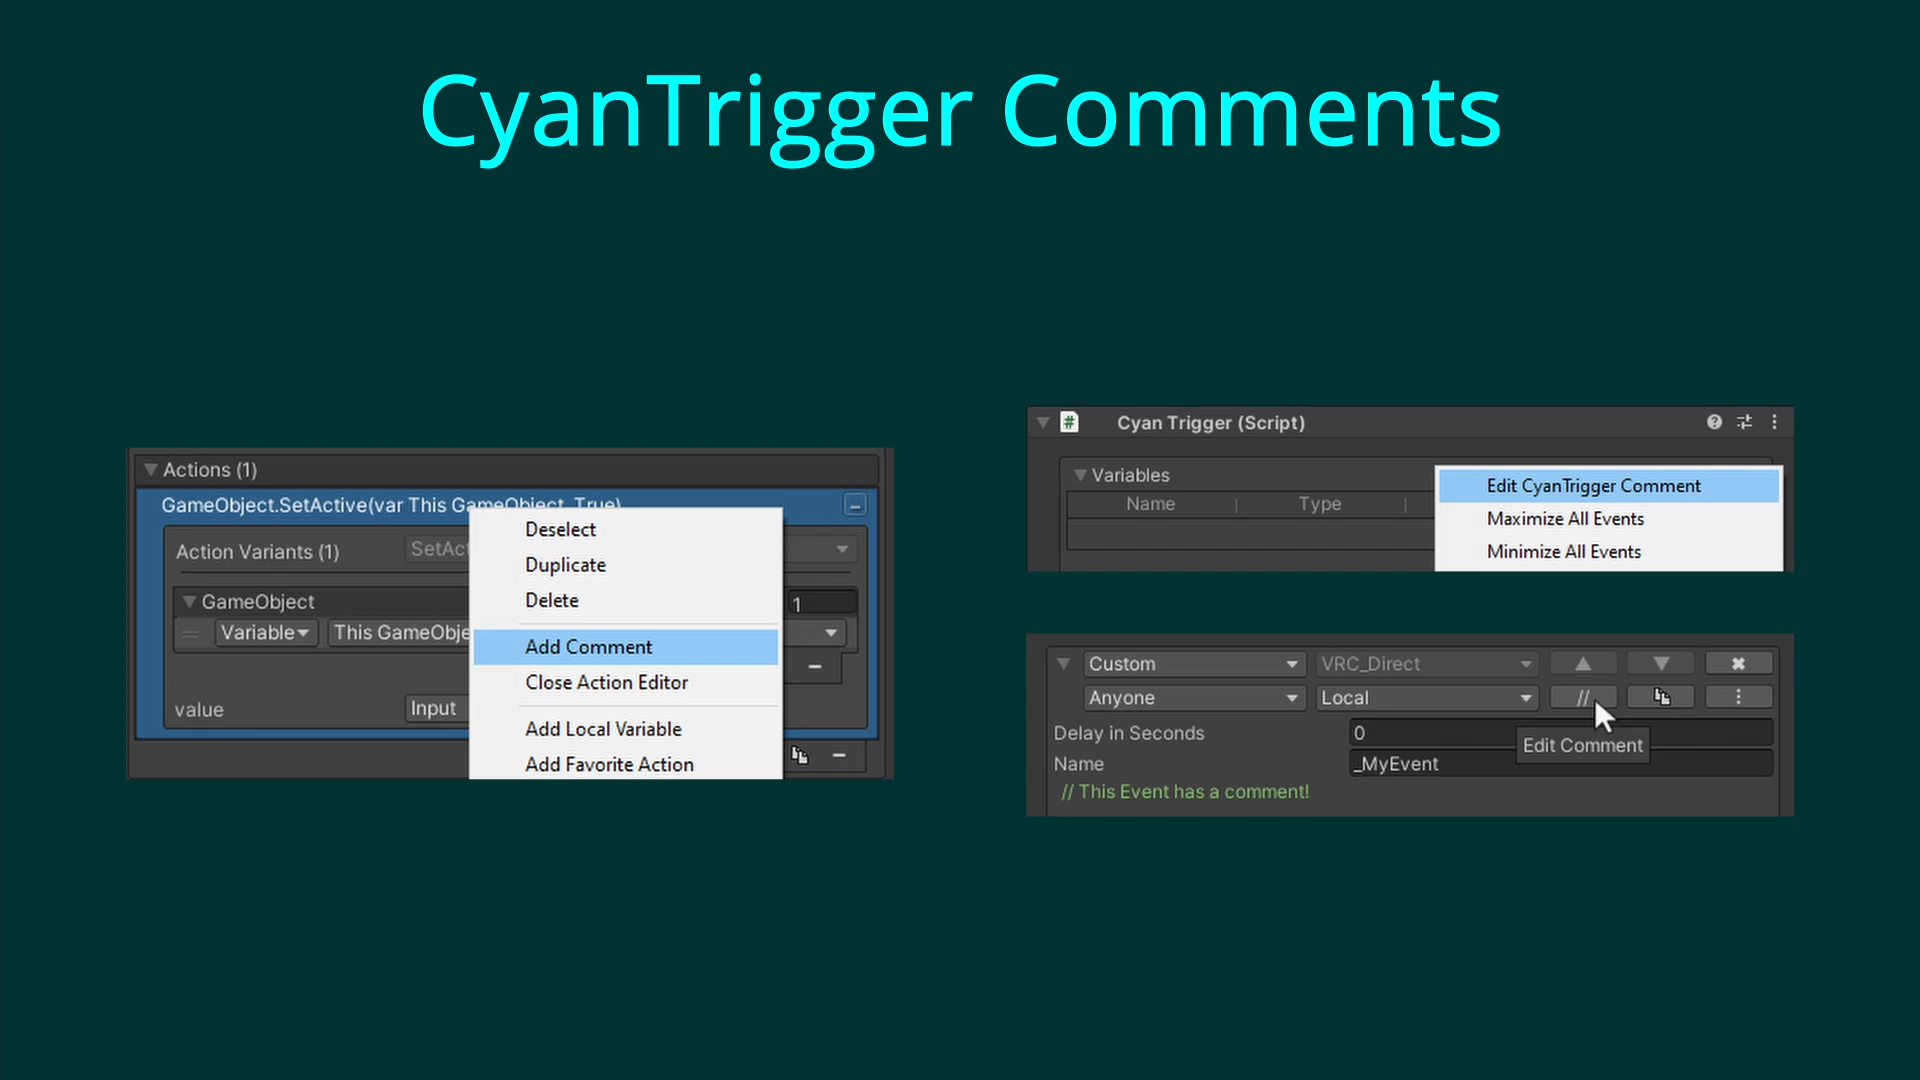 CyanTrigger Comments
Actions (1)
GameObject.SetActive(var This GameObject, True)
Action Variants (1)
GameObject
1
Variable
value
Input
Deselect
Duplicate
Delete
Add Comment
Close Action Editor
Add Local Variable
Add Favorite Action
Cyan Trigger (Script)
Variables
Name
Type
Edit CyanTrigger Comment
Maximize All Events
Minimize All Events
Custom
VRC_Direct
Anyone
Local
//
Delay in Seconds
0
Edit Comment
Name
_MyEvent
// This Event has a comment!